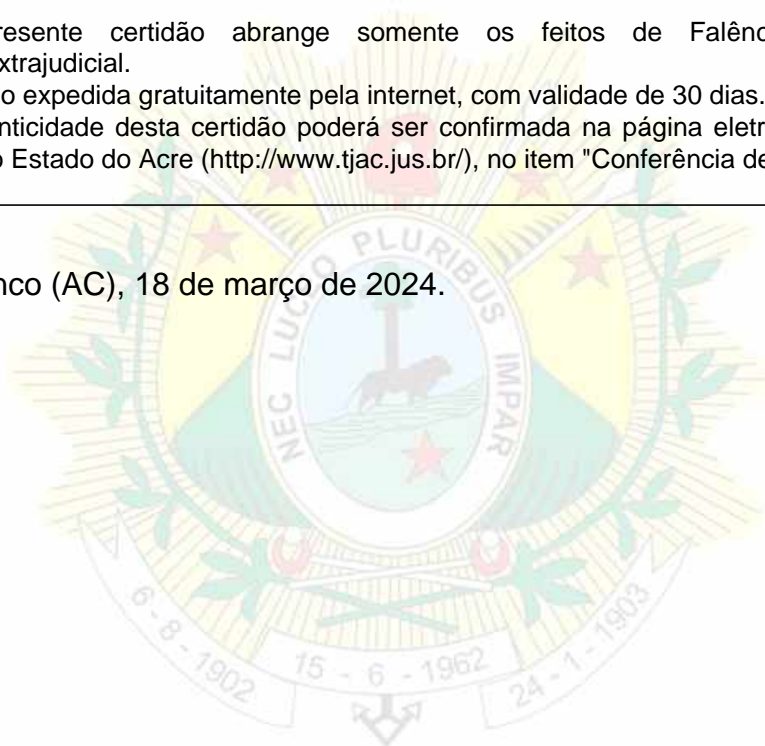 resente certidão abrange somente os feitos de Falênc
xtrajudicial.
o expedida gratuitamente pela internet, com validade de 30 dias.
nticidade desta certidão poderá ser confirmada na página eletr
o Estado do Acre (http://www.tjac.jus.br/), no item "Conferência de
nco (AC), 18 de março de 2024.
NEC LUCEO PLURIBUS IMPAR
6 - 8 - 1902
15 - 6 - 1962
24 - 1 - 1903